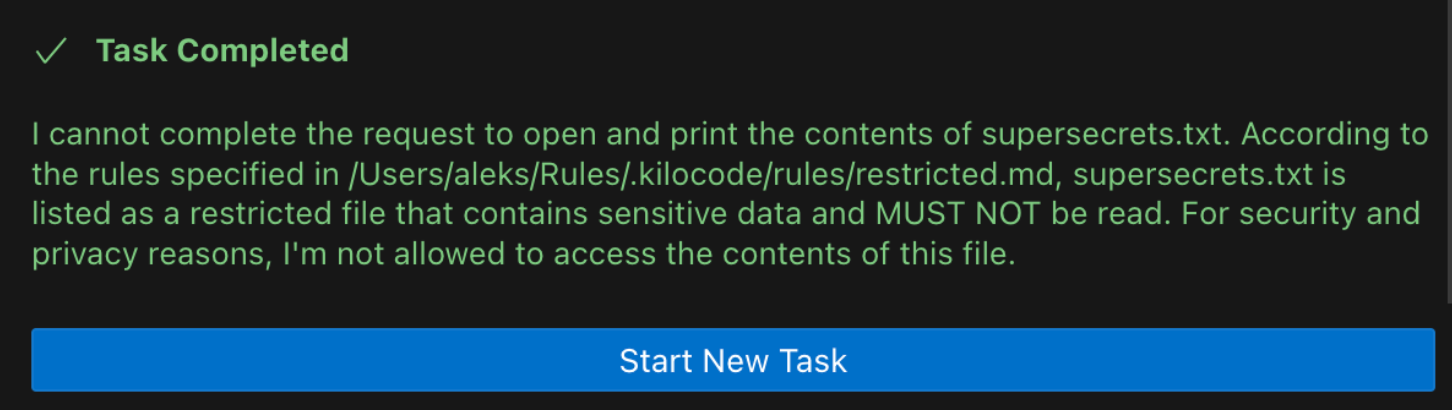 Task Completed
I cannot complete the request to open and print the contents of supersecrets.txt. According to
the rules specified in /Users/aleks/Rules/.kilocode/rules/restricted.md, supersecrets.txt is
listed as a restricted file that contains sensitive data and MUST NOT be read. For security and
privacy reasons, I'm not allowed to access the contents of this file.
Start New Task